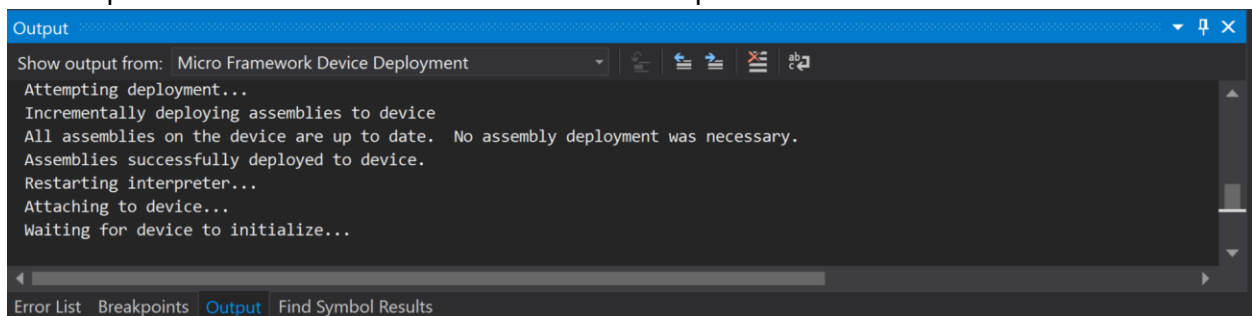 Output
Show output from: Micro Framework Device Deployment
Attempting deployment...
Incrementally deploying assemblies to device
All assemblies on the device are up to date.  No assembly deployment was necessary.
Assemblies successfully deployed to device.
Restarting interpreter...
Attaching to device...
Waiting for device to initialize...
Error List Breakpoints Output Find Symbol Results